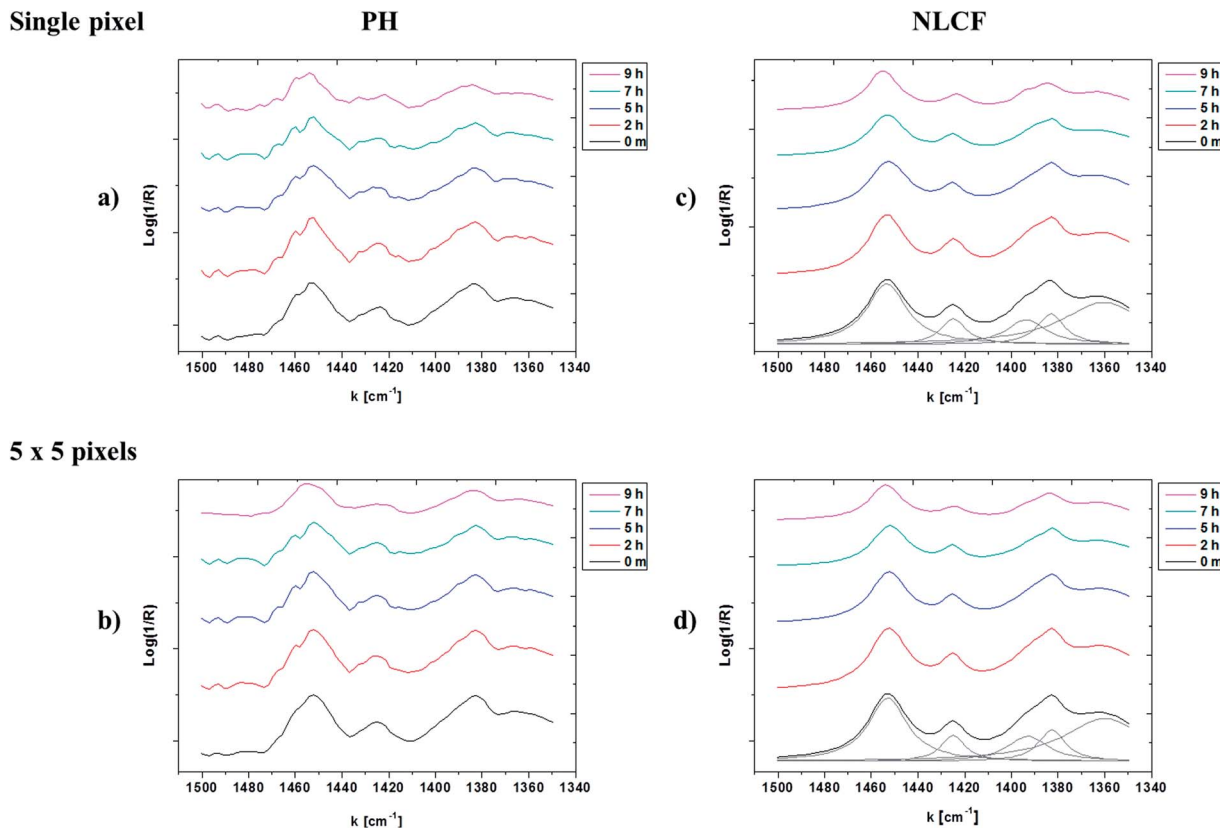 Single pixel
PH
NLCF
a)
Log(1/R)
9 h
7 h
5 h
2 h
0 m
1500 1480 1460 1440 1420 1400 1380 1360 1340
k [cm-1]
c)
Log(1/R)
9 h
7 h
5 h
2 h
0 m
1500 1480 1460 1440 1420 1400 1380 1360 1340
k [cm-1]
5 x 5 pixels
b)
Log(1/R)
9 h
7 h
5 h
2 h
0 m
1500 1480 1460 1440 1420 1400 1380 1360 1340
k [cm-1]
d)
Log(1/R)
9 h
7 h
5 h
2 h
0 m
1500 1480 1460 1440 1420 1400 1380 1360 1340
k [cm-1]